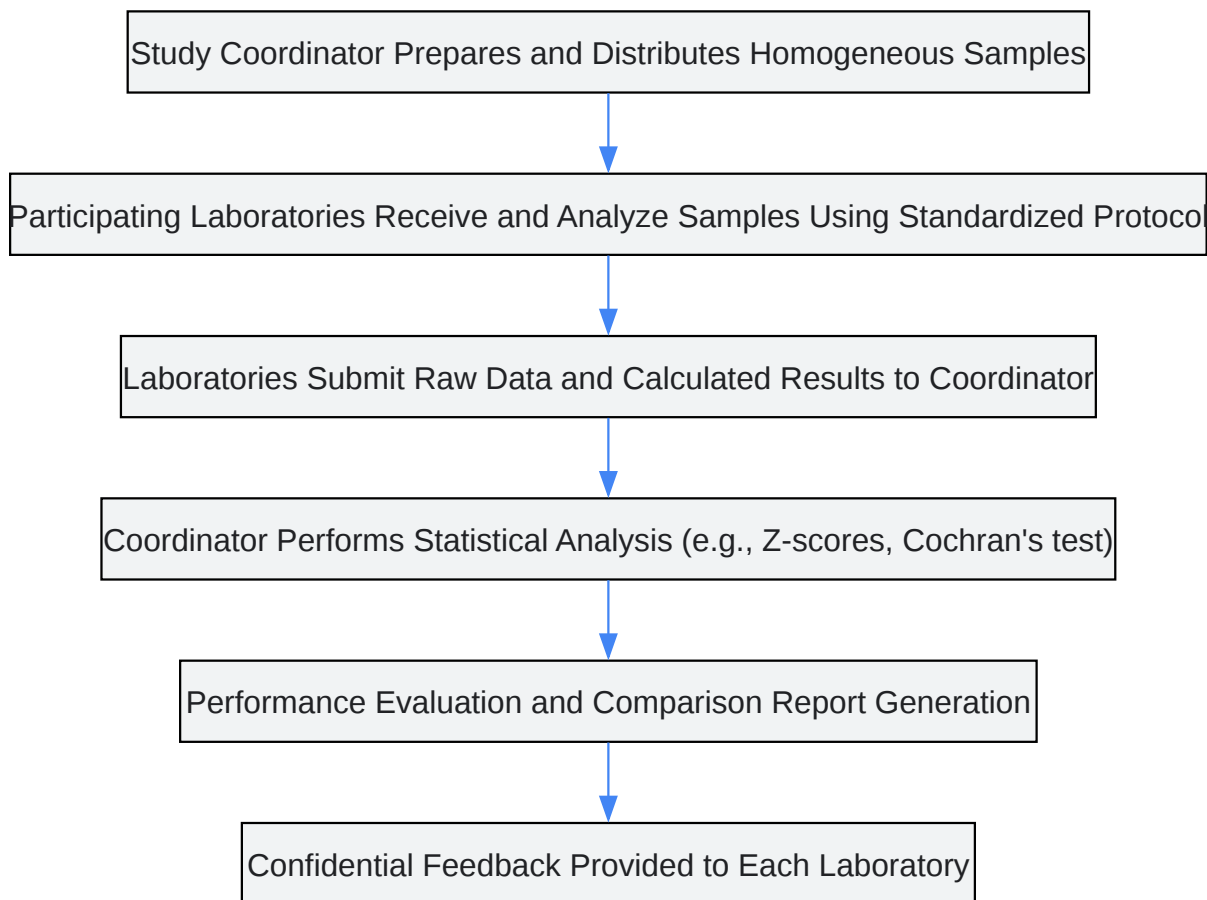 Study Coordinator Prepares and Distributes Homogeneous Samples
Participating Laboratories Receive and Analyze Samples Using Standardized Protocol
Laboratories Submit Raw Data and Calculated Results to Coordinator
Coordinator Performs Statistical Analysis (e.g., Z-scores, Cochran's test)
Performance Evaluation and Comparison Report Generation
Confidential Feedback Provided to Each Laboratory